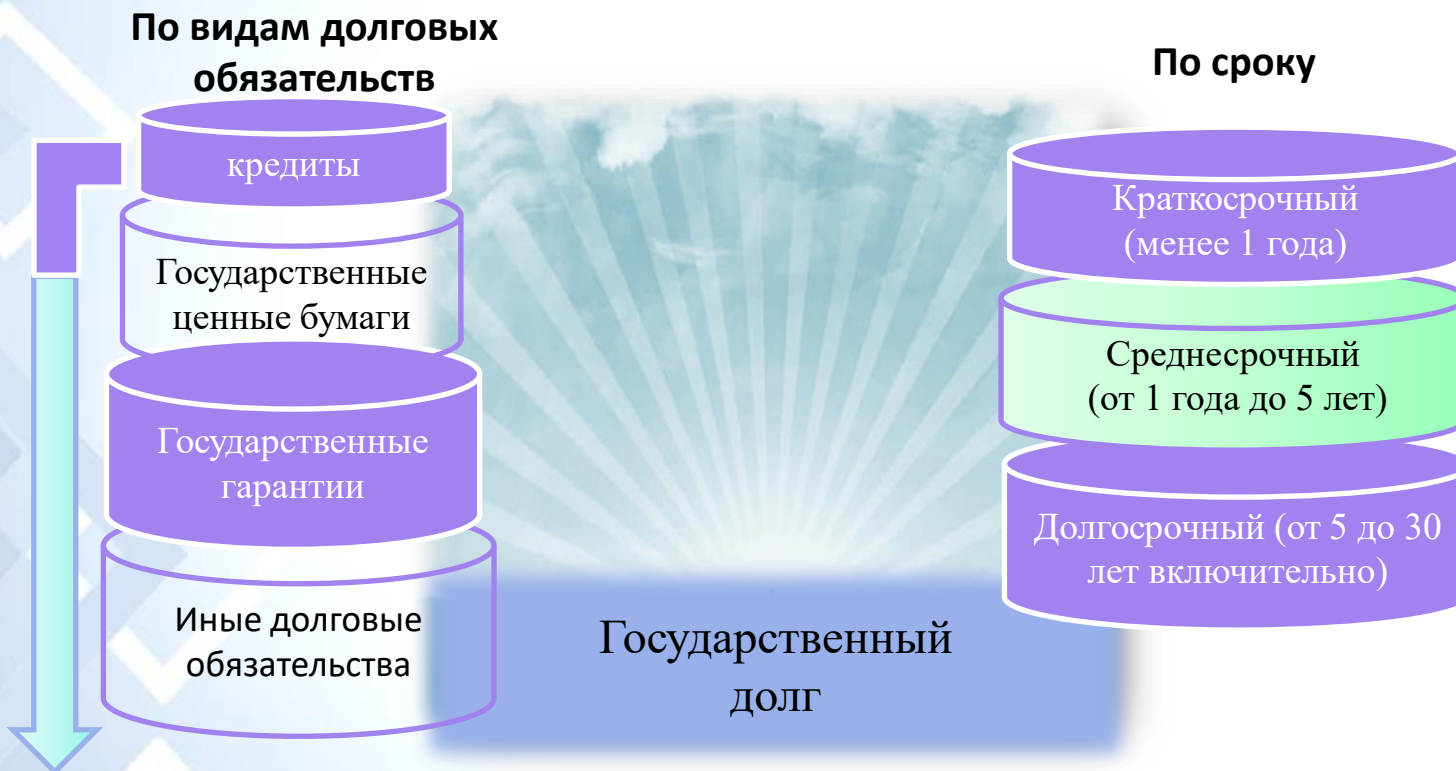 По видам долговых
обязательств
кредиты
Государственные
ценные бумаги
Государственные
гарантии
Иные долговые
обязательства
Государственный
долг
По сроку
Краткосрочный
(менее 1 года)
Среднесрочный
(от 1 года до 5 лет)
Долгосрочный (от 5 до 30
лет включительно)